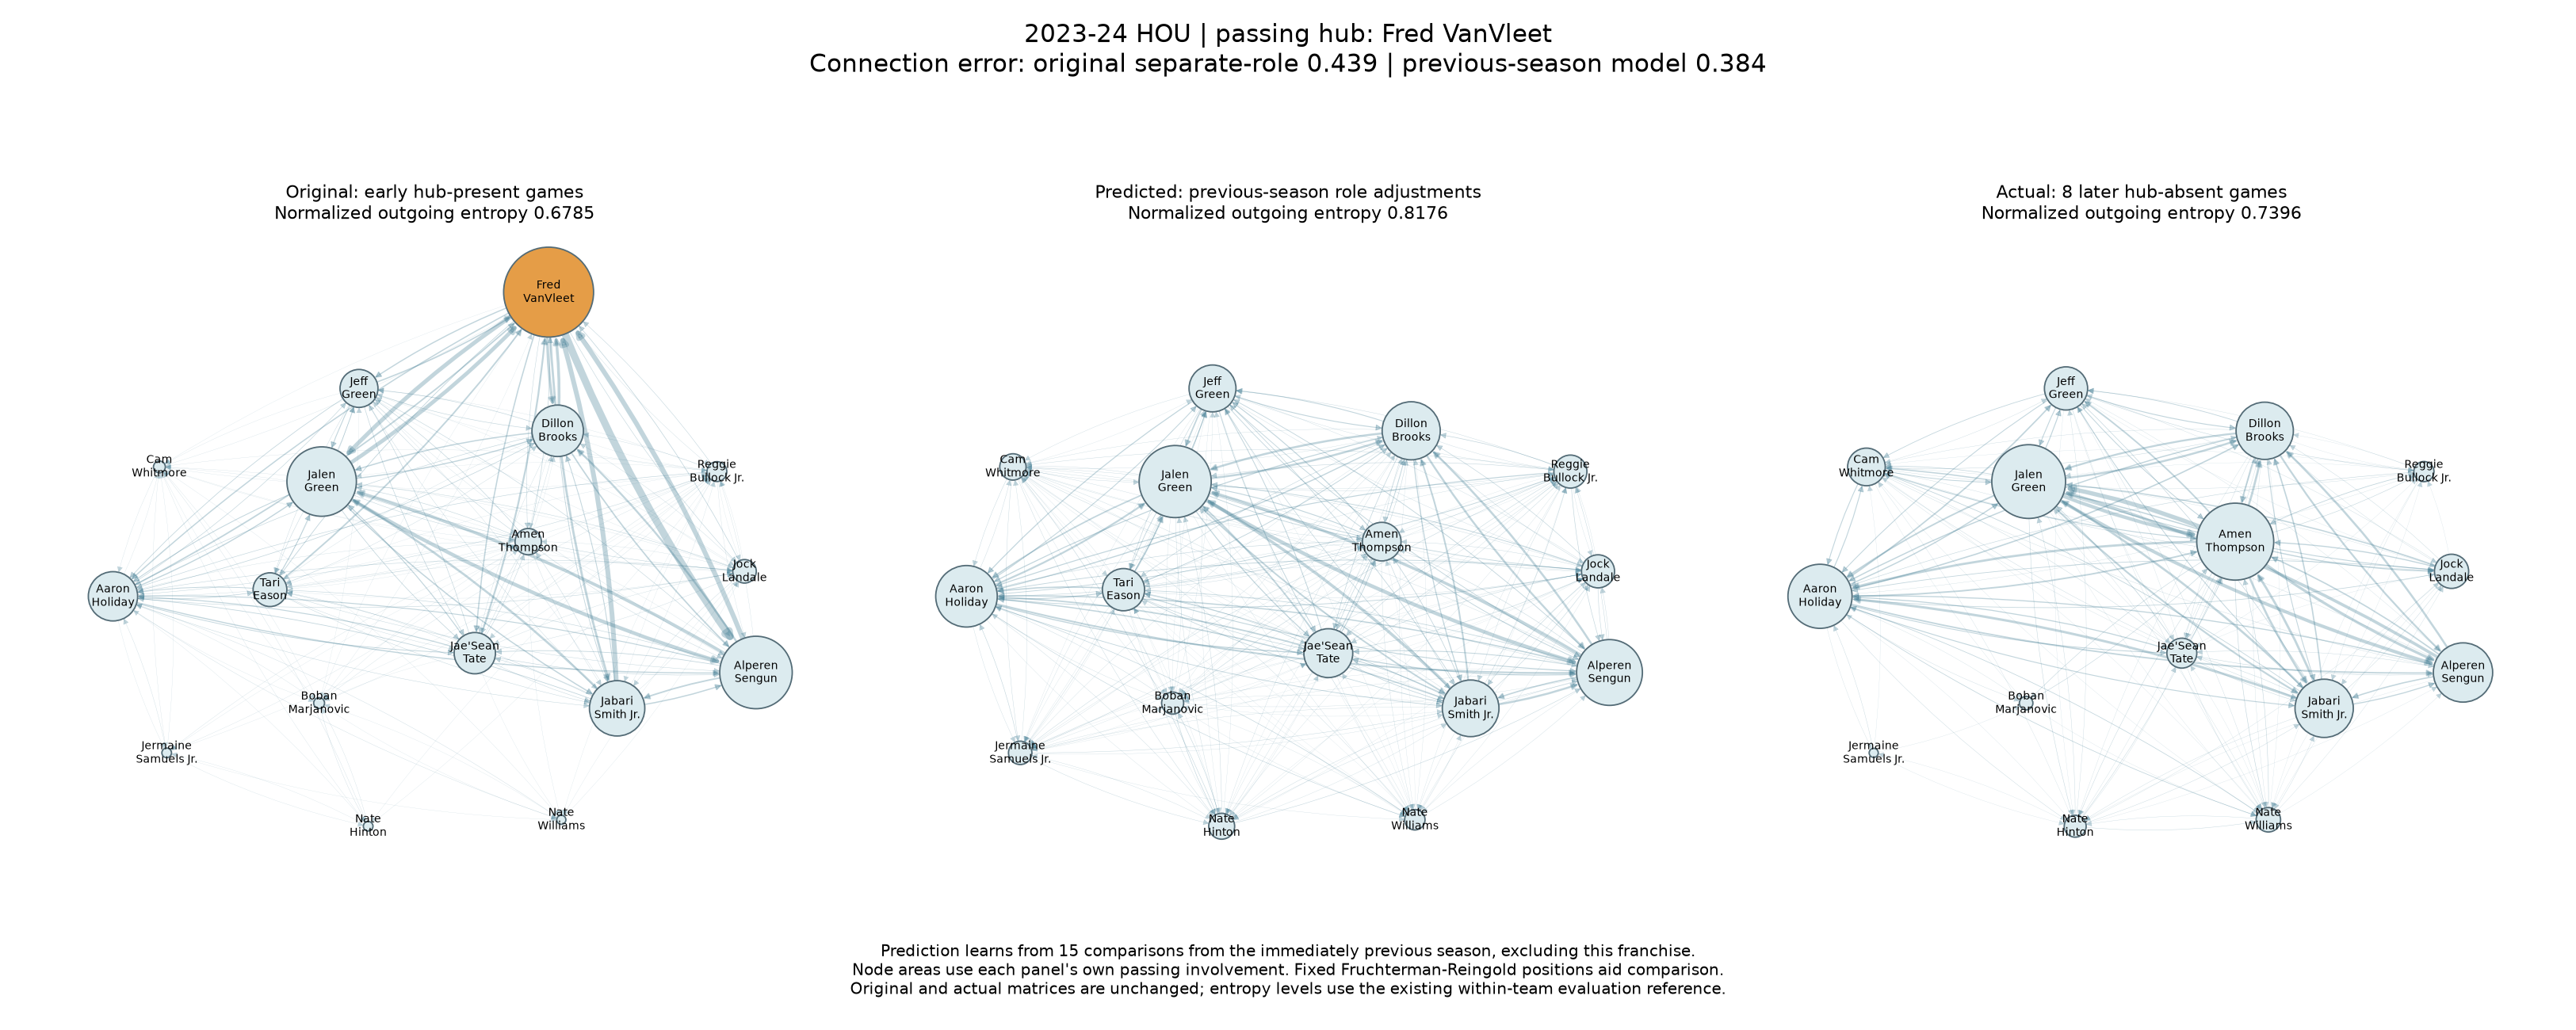 2023-24 HOU | passing hub: Fred VanVleet
Connection error: original separate-role 0.439 | previous-season model 0.384
Original: early hub-present games
Normalized outgoing entropy 0.6785
Fred
VanVleet
Jeff
Green
Dillon
Brooks
Cam
Whitmore
Jalen
Green
Reggie
Bullock Jr.
Amen
Thompson
Jock
Landale
Aaron
Holiday
Tari
Eason
Jae'Sean
Tate
Alperen
Sengun
Boban
Marjanovic
Jabari
Smith Jr.
Jermaine
Samuels Jr.
Nate
Hinton
Nate
Williams
Predicted: previous-season role adjustments
Normalized outgoing entropy 0.8176
Jeff
Green
Dillon
Brooks
Cam
Whitmore
Jalen
Green
Reggie
Bullock Jr.
Amen
Thompson
Jock
Landale
Aaron
Holiday
Tari
Eason
Jae'Sean
Tate
Alperen
Sengun
Boban
Marjanovic
Jabari
Smith Jr.
Jermaine
Samuels Jr.
Nate
Hinton
Nate
Williams
Actual: 8 later hub-absent games
Normalized outgoing entropy 0.7396
Jeff
Green
Dillon
Brooks
Cam
Whitmore
Jalen
Green
Reggie
Bullock Jr.
Amen
Thompson
Jock
Landale
Aaron
Holiday
Jae'Sean
Tate
Alperen
Sengun
Boban
Marjanovic
Jabari
Smith Jr.
Jermaine
Samuels Jr.
Nate
Hinton
Nate
Williams
Prediction learns from 15 comparisons from the immediately previous season, excluding this franchise.
Node areas use each panel's own passing involvement. Fixed Fruchterman-Reingold positions aid comparison.
Original and actual matrices are unchanged; entropy levels use the existing within-team evaluation reference.